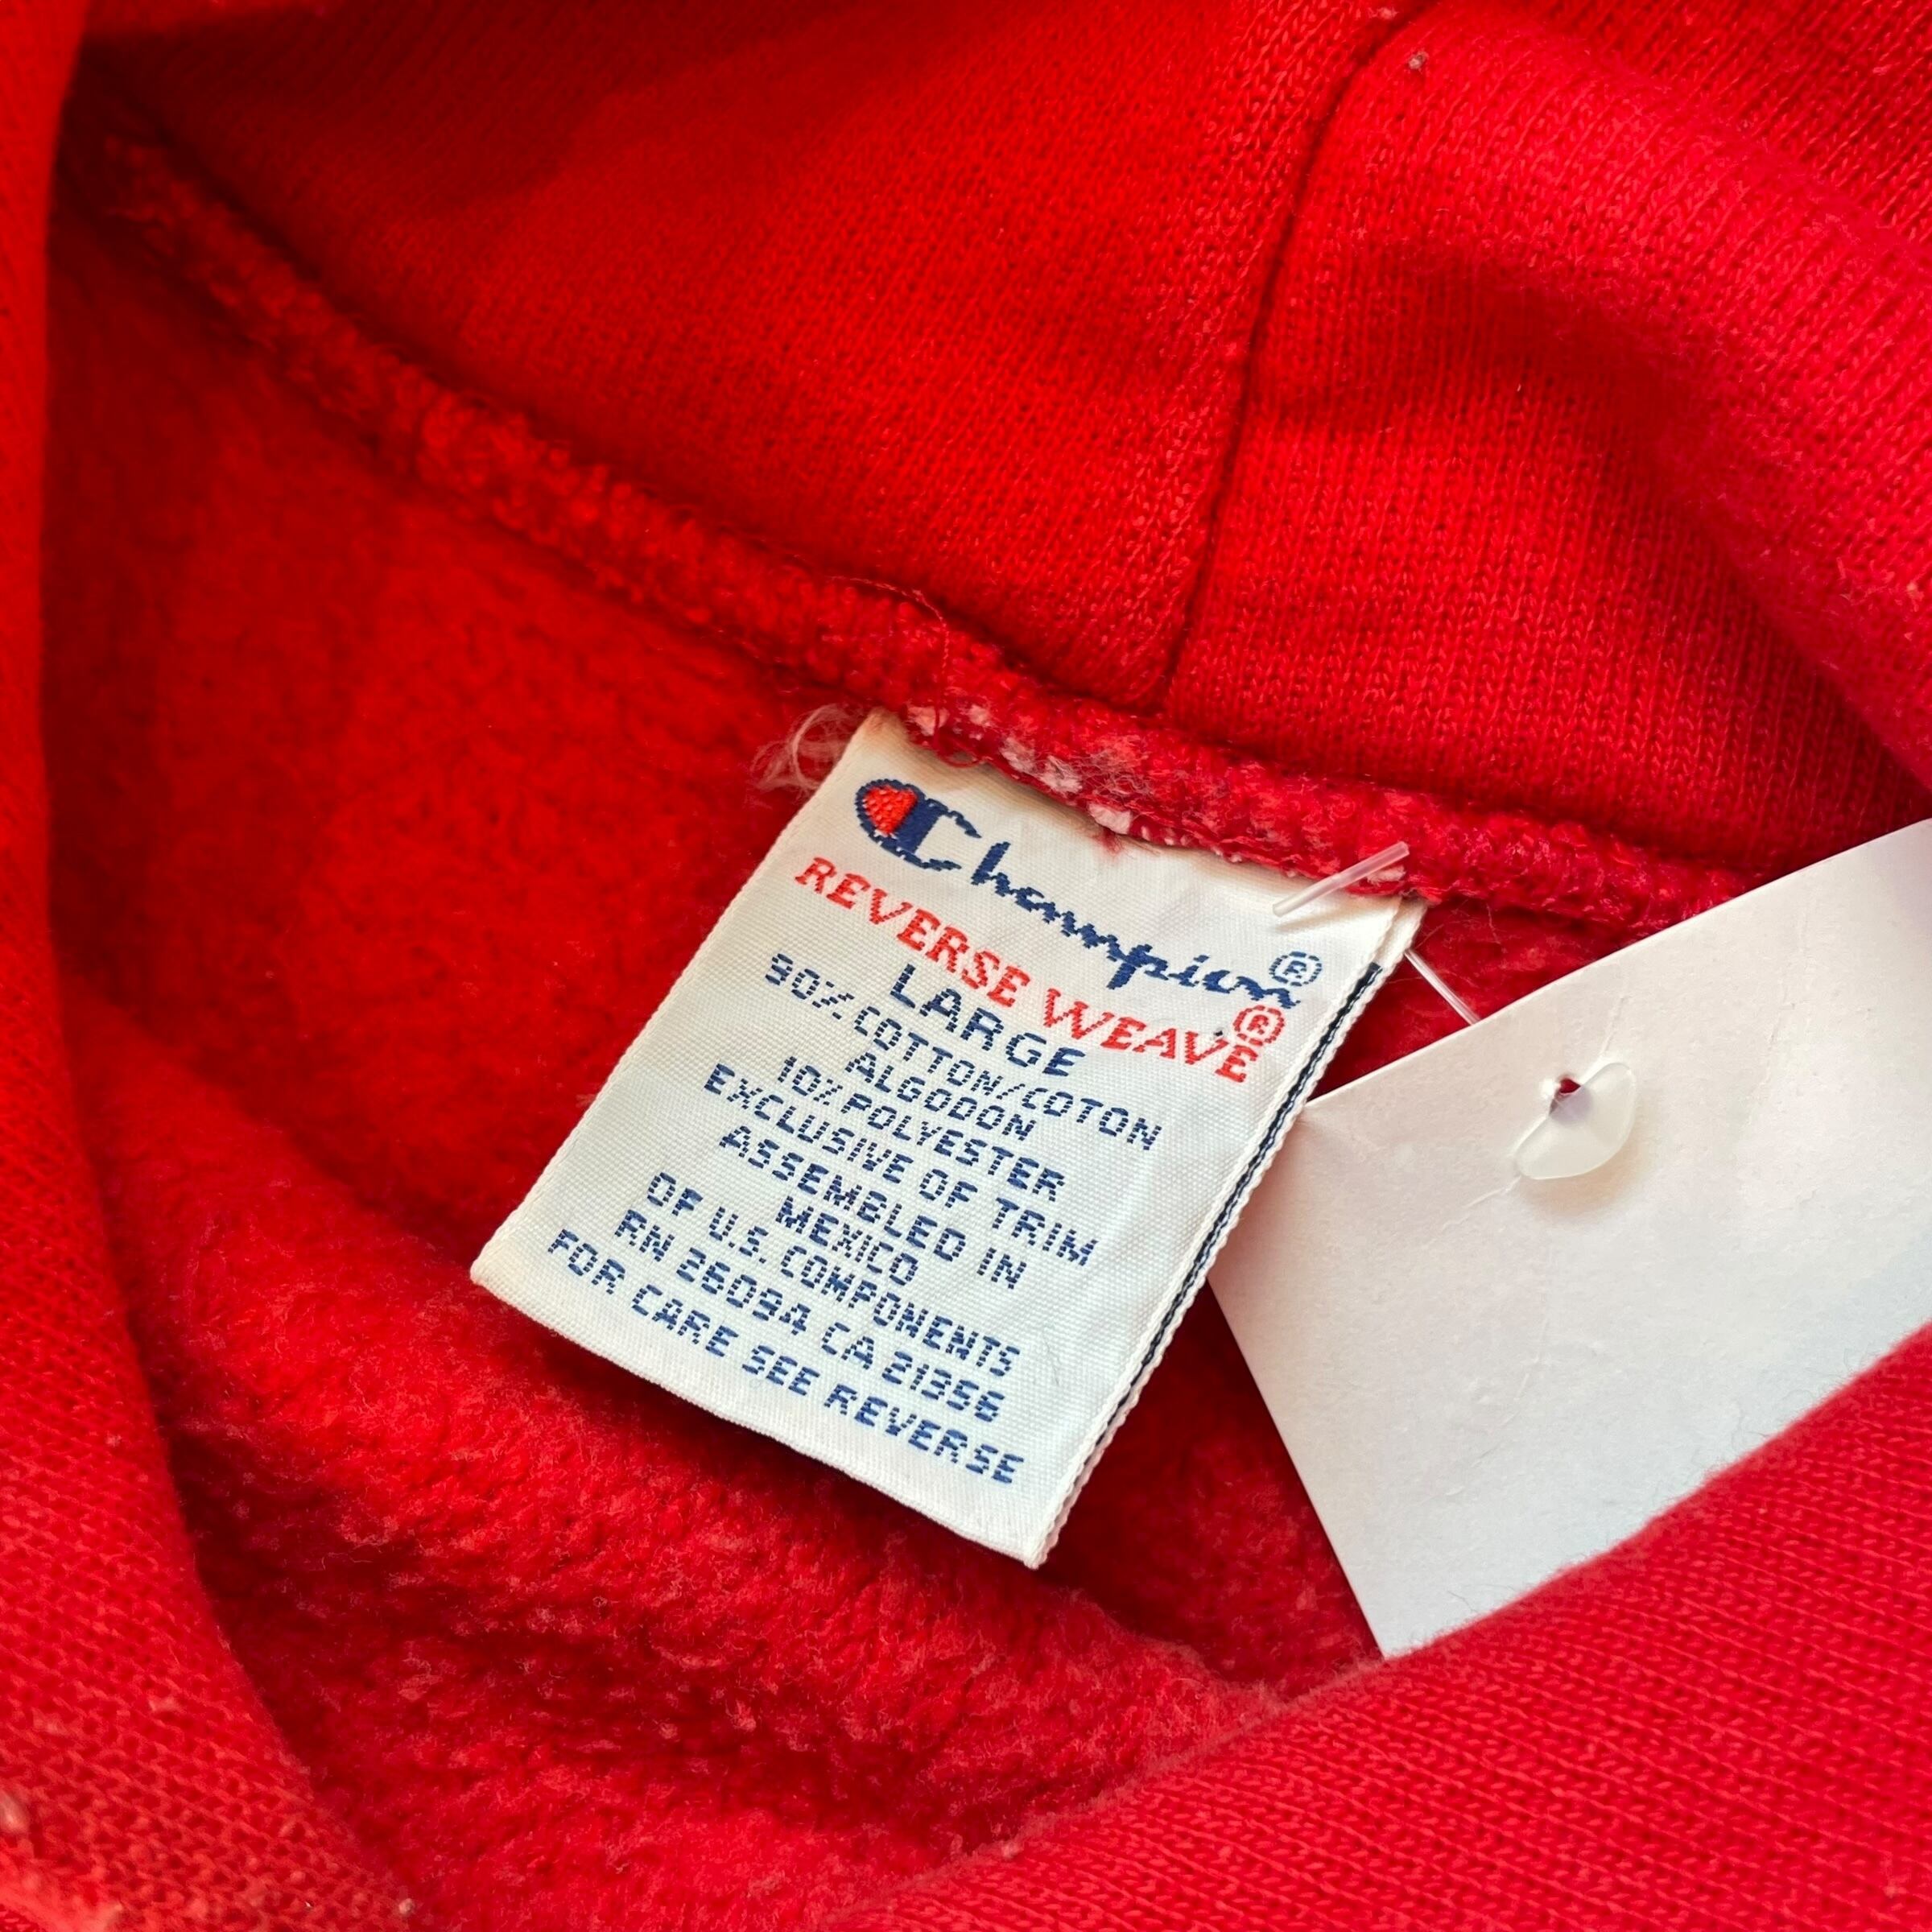 Champion®
REVERSE WEAVE®
LARGE
90% COTTON/COTON
ALGODON
10% POLYESTER
EXCLUSIVE OF TRIM
ASSEMBLED IN
MEXICO
OF U.S. COMPONENTS
RN 26094 CA 21356
FOR CARE SEE REVERSE